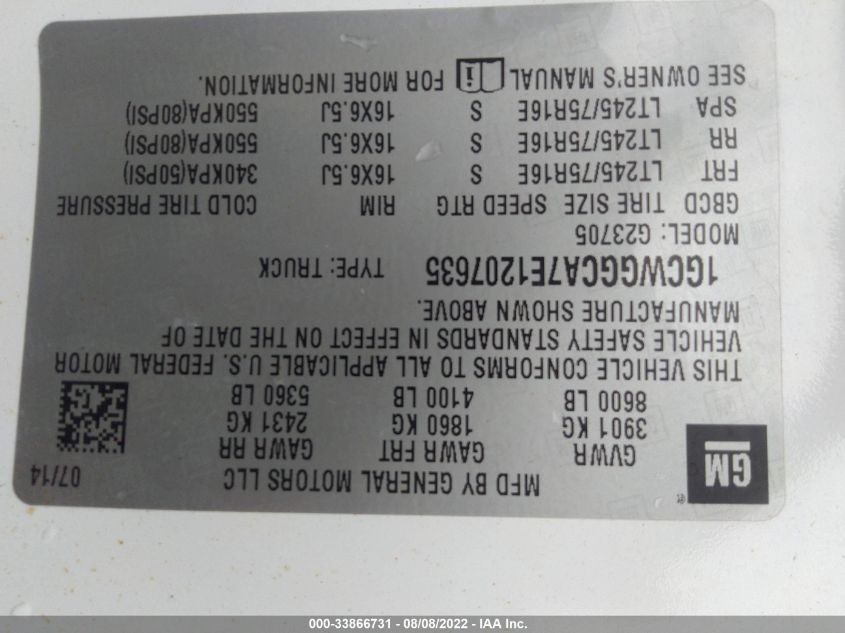 MFD BY GENERAL MOTORS LLC 07/14
GM
GVWR GAWR FRT GAWR RR
3901 KG 1860 KG 2431 KG
8600 LB 4100 LB 5360 LB
THIS VEHICLE CONFORMS TO ALL APPLICABLE U.S. FEDERAL MOTOR
VEHICLE SAFETY STANDARDS IN EFFECT ON THE DATE OF
MANUFACTURE SHOWN ABOVE.
1GCWGGCA7E1207635 TYPE: TRUCK
MODEL: G23705
GBCD TIRE SIZE SPEED RTG RIM COLD TIRE PRESSURE
FRT LT245/75R16E S 16X6.5J 340KPA(50PSI)
RR LT245/75R16E S 16X6.5J 550KPA(80PSI)
SPA LT245/75R16E S 16X6.5J 550KPA(80PSI)
SEE OWNER'S MANUAL i FOR MORE INFORMATION.
000-33866731 - 08/08/2022 - IAA Inc.